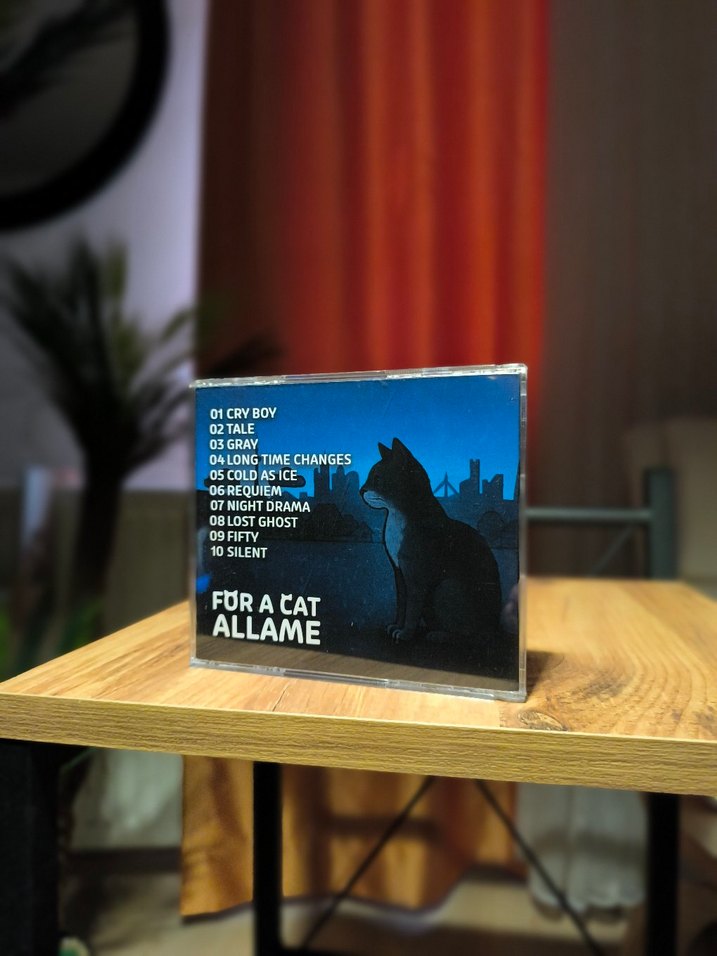 01 CRY BOY
02 TALE
03 GRAY
04 LONG TIME CHANGES
05 COLD AS ICE
06 REQUIEM
07 NIGHT DRAMA
08 LOST GHOST
09 FIFTY
10 SILENT
FOR A CAT
ALLAME